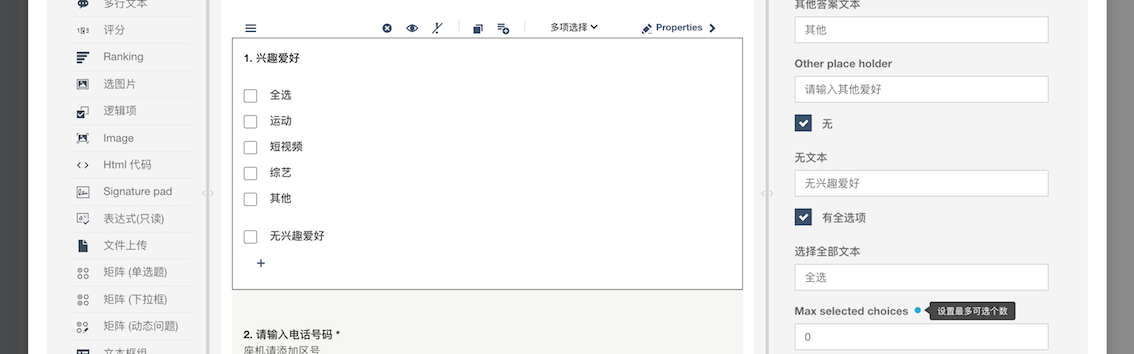 多行文本
评分
Ranking
选图片
逻辑项
Image
Html 代码
Signature pad
表达式(只读)
文件上传
矩阵 (单选题)
矩阵 (下拉框)
矩阵 (动态问题)
文本框组
多项选择
Properties
1. 兴趣爱好
全选
运动
短视频
综艺
其他
无兴趣爱好
2. 请输入电话号码 *
座机请添加区号
其他答案文本
其他
Other place holder
请输入其他爱好
无
无文本
无兴趣爱好
有全选项
选择全部文本
全选
Max selected choices
设置最多可选个数
0